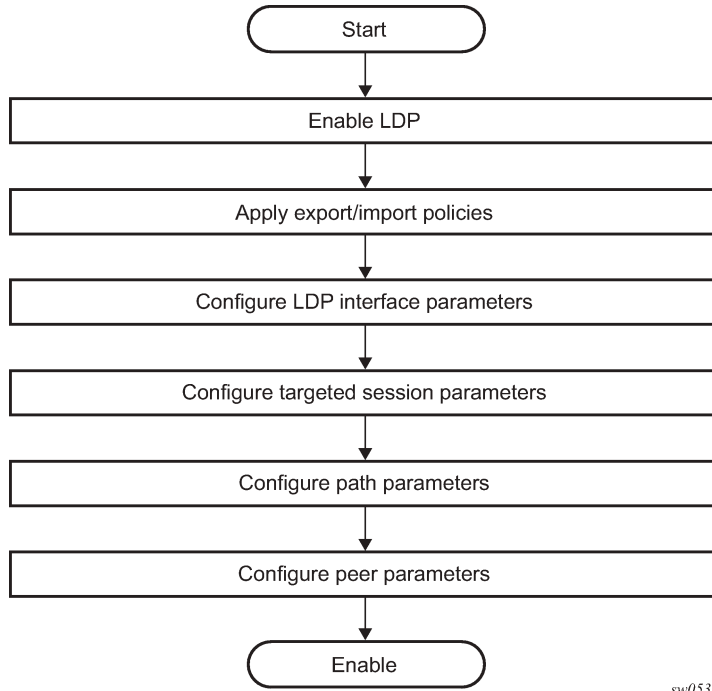 Start
Enable LDP
Apply export/import policies
Configure LDP interface parameters
Configure targeted session parameters
Configure path parameters
Configure peer parameters
Enable
sw053